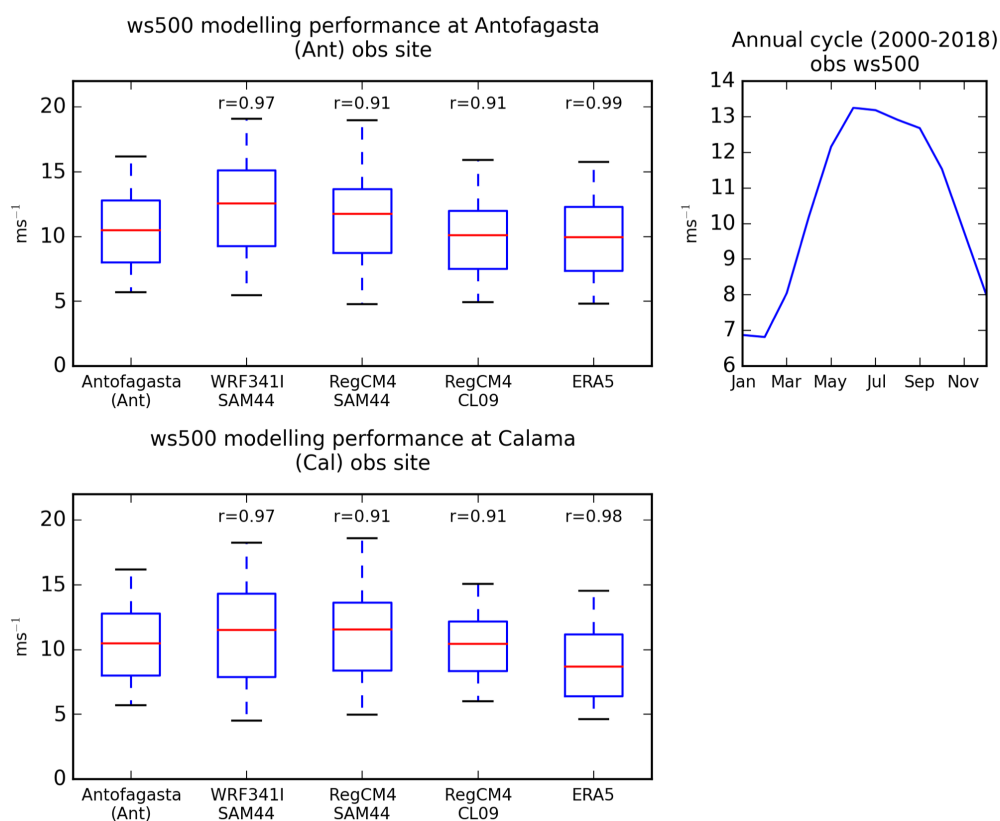 ws500 modelling performance at Antofagasta
(Ant) obs site
20
15
10
5
0
ms⁻¹
r=0.97 r=0.91 r=0.91 r=0.99
Antofagasta WRF341I RegCM4 RegCM4 ERA5
(Ant) SAM44 SAM44 CL09
Annual cycle (2000-2018)
obs ws500
14
13
12
11
10
9
8
7
6
ms⁻¹
Jan Mar May Jul Sep Nov
ws500 modelling performance at Calama
(Cal) obs site
20
15
10
5
0
ms⁻¹
r=0.97 r=0.91 r=0.91 r=0.98
Antofagasta WRF341I RegCM4 RegCM4 ERA5
(Ant) SAM44 SAM44 CL09